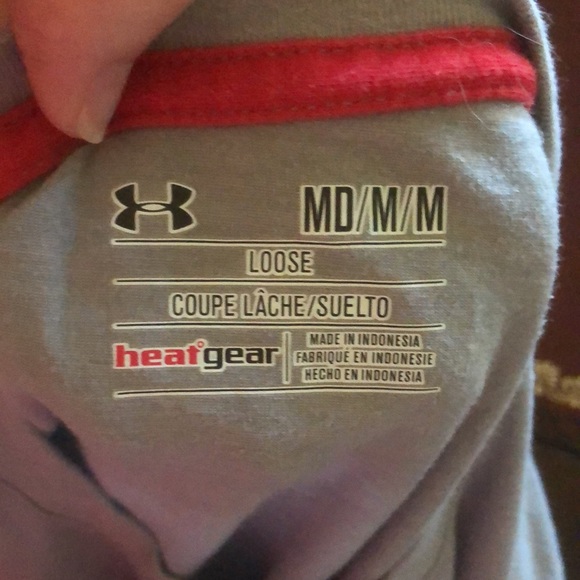 MD/M/M
LOOSE
COUPE LÂCHE/SUELTO
heatgear
MADE IN INDONESIA
FABRIQUÉ EN INDONESIE
HECHO EN INDONESIA